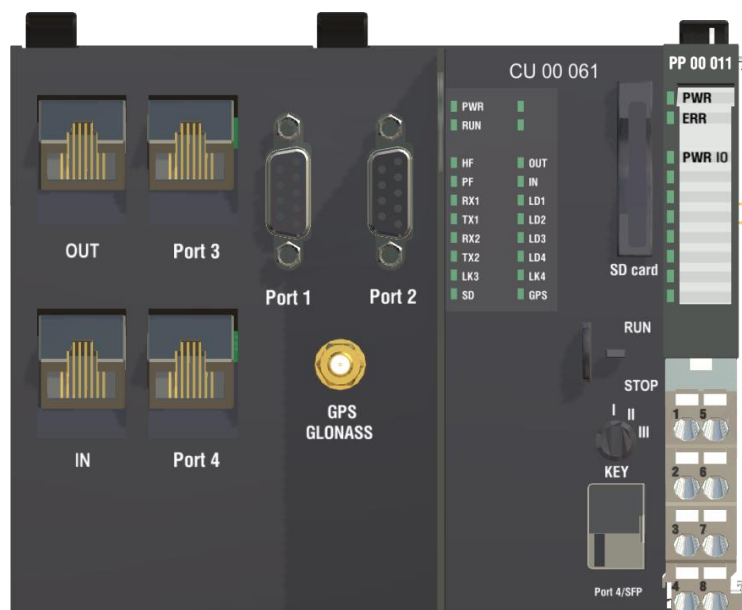 CU 00 061
PP 00 011
PWR
RUN
HF
PF
RX1
TX1
RX2
TX2
LK3
SD
OUT
IN
LD1
LD2
LD3
LD4
LK4
GPS
PWR
ERR
PWR IO
OUT
Port 3
Port 1
Port 2
SD card
RUN
STOP
I
II
III
KEY
IN
Port 4
GPS
GLONASS
Port 4/SFP
1 5
2 6
3 7
4 8